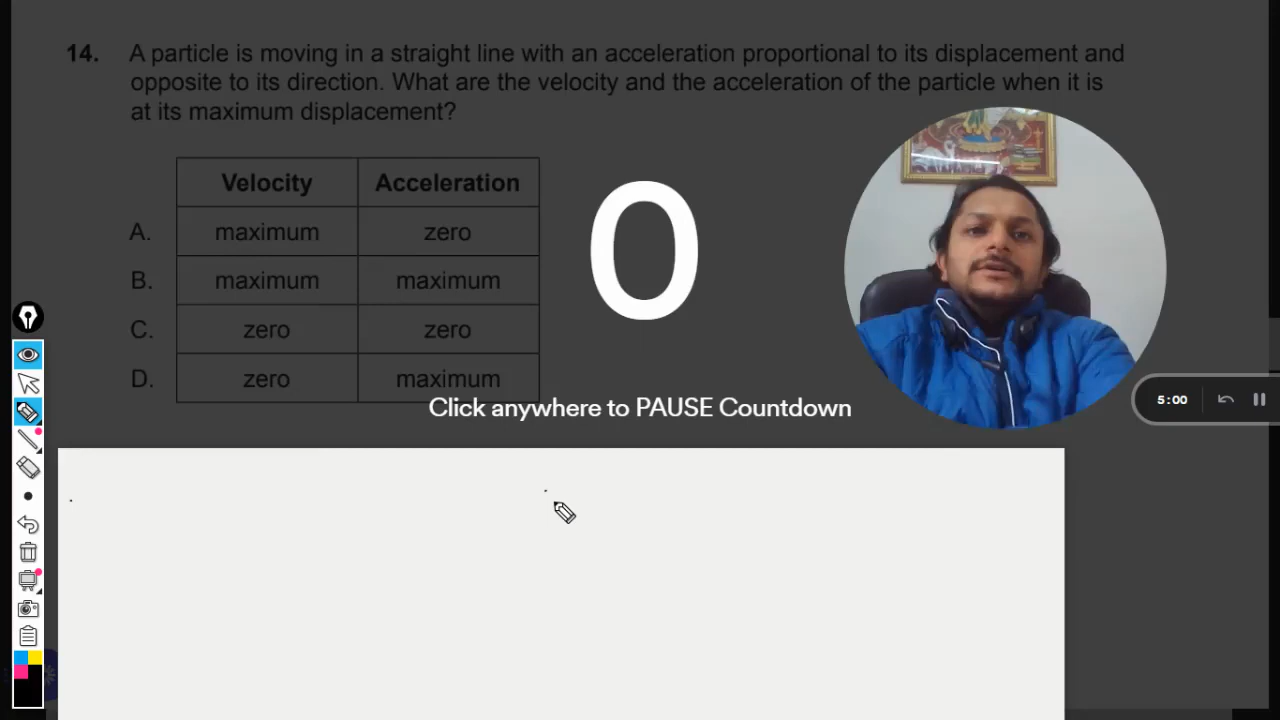 14. A particle is moving in a straight line with an acceleration proportional to its displacement and
opposite to its direction. What are the velocity and the acceleration of the particle when it is
at its maximum displacement?
Velocity Acceleration
A. maximum zero
B. maximum maximum
C. zero zero
D. zero maximum
0
Click anywhere to PAUSE Countdown
5:00